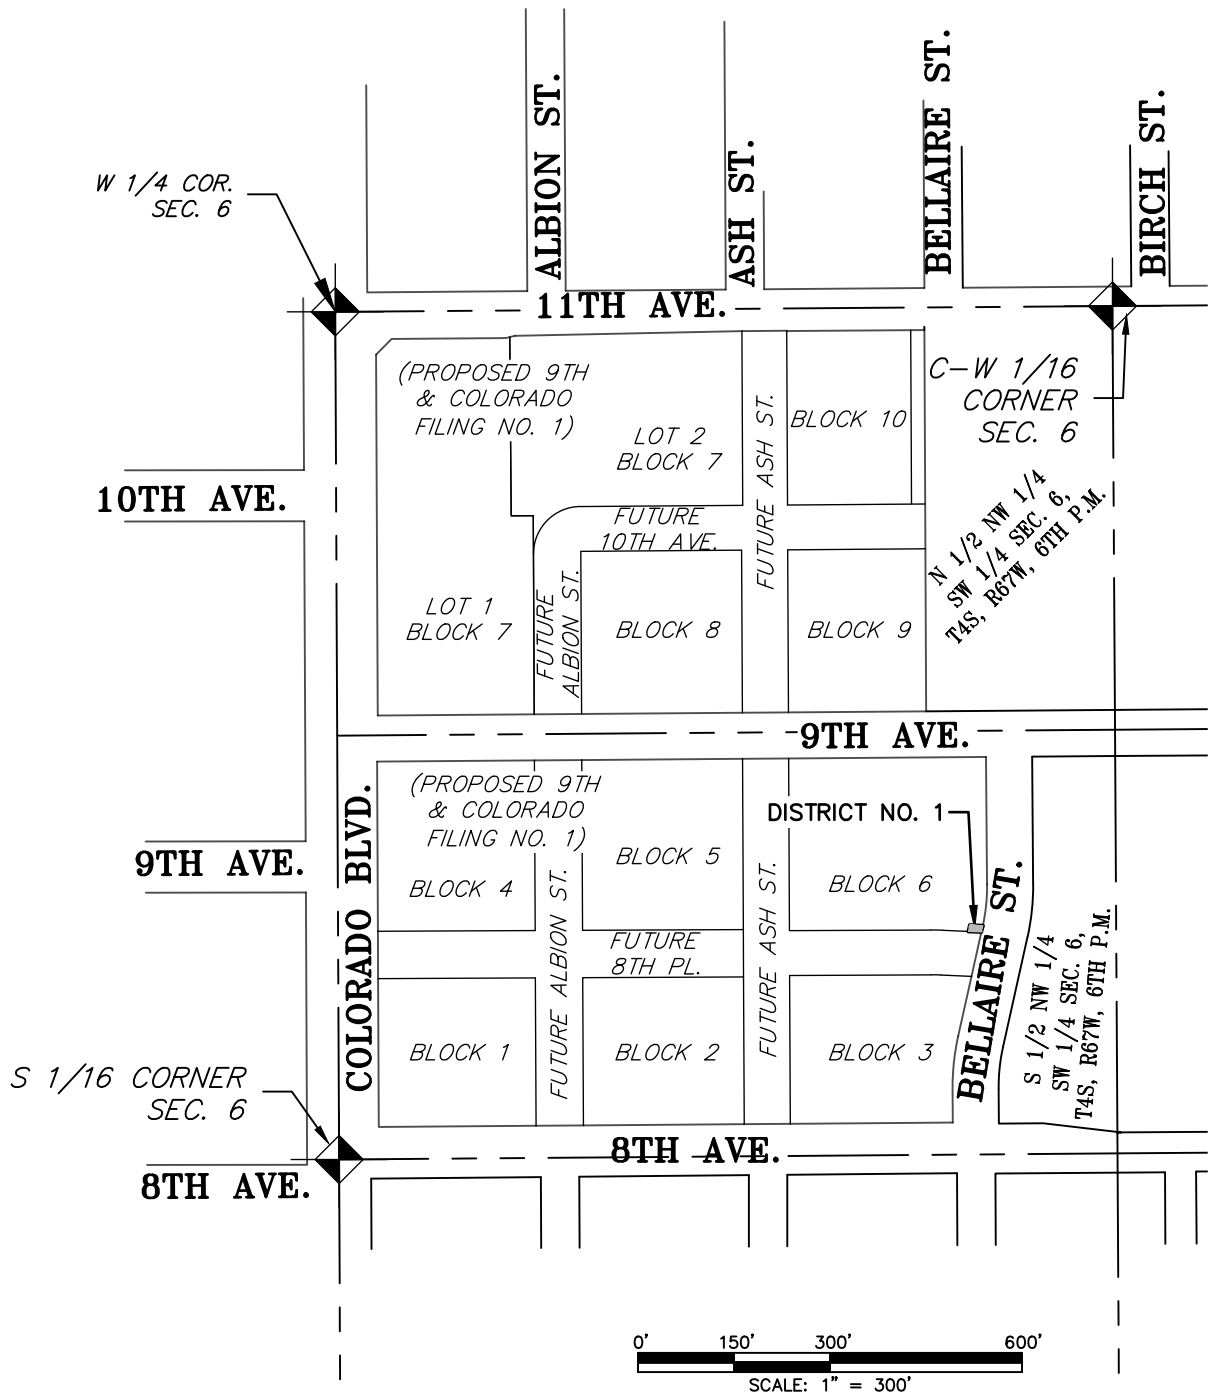 ALBION ST.
ASH ST.
BELLAIRE ST.
BIRCH ST.
W 1/4 COR.
SEC. 6
11TH AVE.
(PROPOSED 9TH
& COLORADO
FILING NO. 1)
LOT 2
BLOCK 7
FUTURE ASH ST.
BLOCK 10
C-W 1/16
CORNER
SEC. 6
10TH AVE.
FUTURE
10TH AVE.
N 1/2 NW 1/4
SW 1/4 SEC. 6,
T4S, R67W, 6TH P.M.
LOT 1
BLOCK 7
FUTURE
ALBION ST.
BLOCK 8
BLOCK 9
9TH AVE.
COLORADO BLVD.
(PROPOSED 9TH
& COLORADO
FILING NO. 1)
DISTRICT NO. 1
9TH AVE.
BLOCK 4
BLOCK 5
BLOCK 6
FUTURE ALBION ST.
FUTURE
8TH PL.
FUTURE ASH ST.
BELLAIRE ST.
S 1/2 NW 1/4
SW 1/4 SEC. 6,
T4S, R67W, 6TH P.M.
BLOCK 1
BLOCK 2
BLOCK 3
S 1/16 CORNER
SEC. 6
8TH AVE.
8TH AVE.
0' 150' 300' 600'
SCALE: 1" = 300'